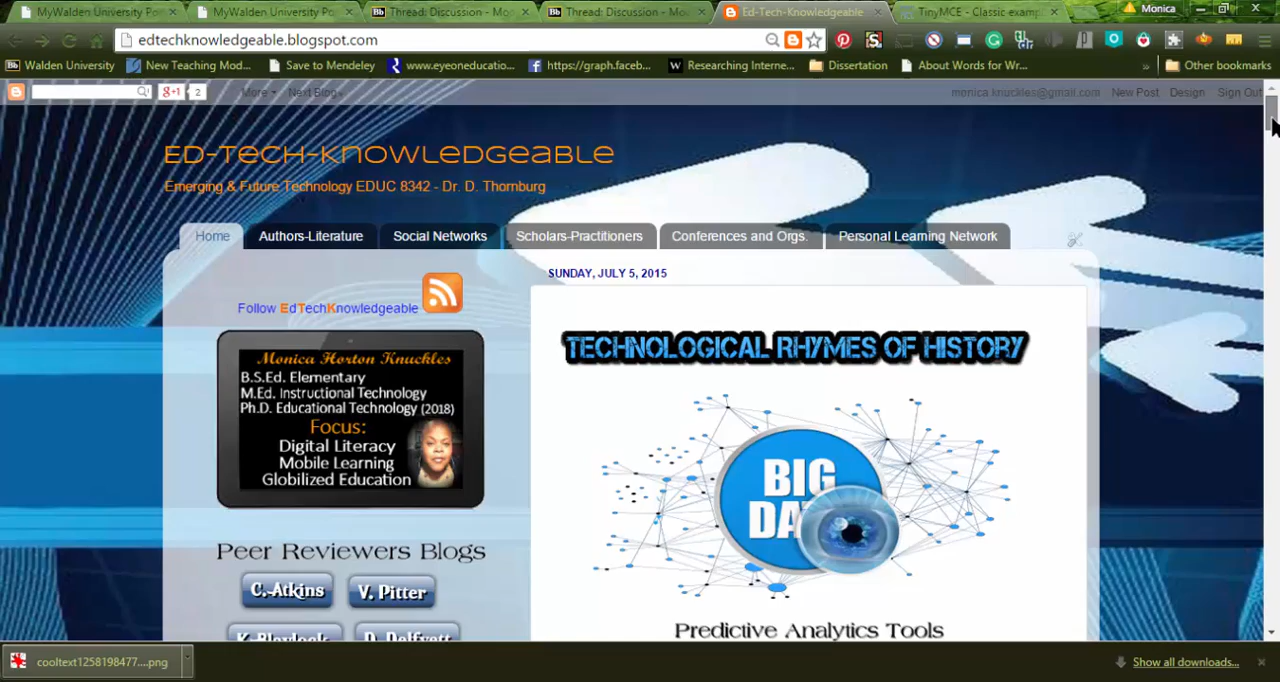 MyWalden University Po
MyWalden University Po
Thread: Discussion - Mo
Thread: Discussion - Mo
Ed-Tech-Knowledgeable
TinyMCE - Classic examp
Monica
edtechknowledgeable.blogspot.com
Walden University
New Teaching Mod...
Save to Mendeley
www.eyeoneducatio...
https://graph.faceb...
Researching Interne...
Dissertation
About Words for Wr...
» Other bookmarks
g+1 2 More Next Blog»
monica.knuckles@gmail.com New Post Design Sign Out
Ed-Tech-Knowledgeable
Emerging & Future Technology EDUC 8342 - Dr. D. Thornburg
Home Authors-Literature Social Networks Scholars-Practitioners Conferences and Orgs. Personal Learning Network
SUNDAY, JULY 5, 2015
Follow EdTechKnowledgeable
Monica Horton Knuckles
B.S.Ed. Elementary
M.Ed. Instructional Technology
Ph.D. Educational Technology (2018)
Focus:
Digital Literacy
Mobile Learning
Globilized Education
Peer Reviewers Blogs
C. Atkins V. Pitter
K. Blaylock D. Delfyett
TECHNOLOGICAL RHYMES OF HISTORY
BIG
DA
Predictive Analytics Tools
cooltext1258198477....png
Show all downloads...